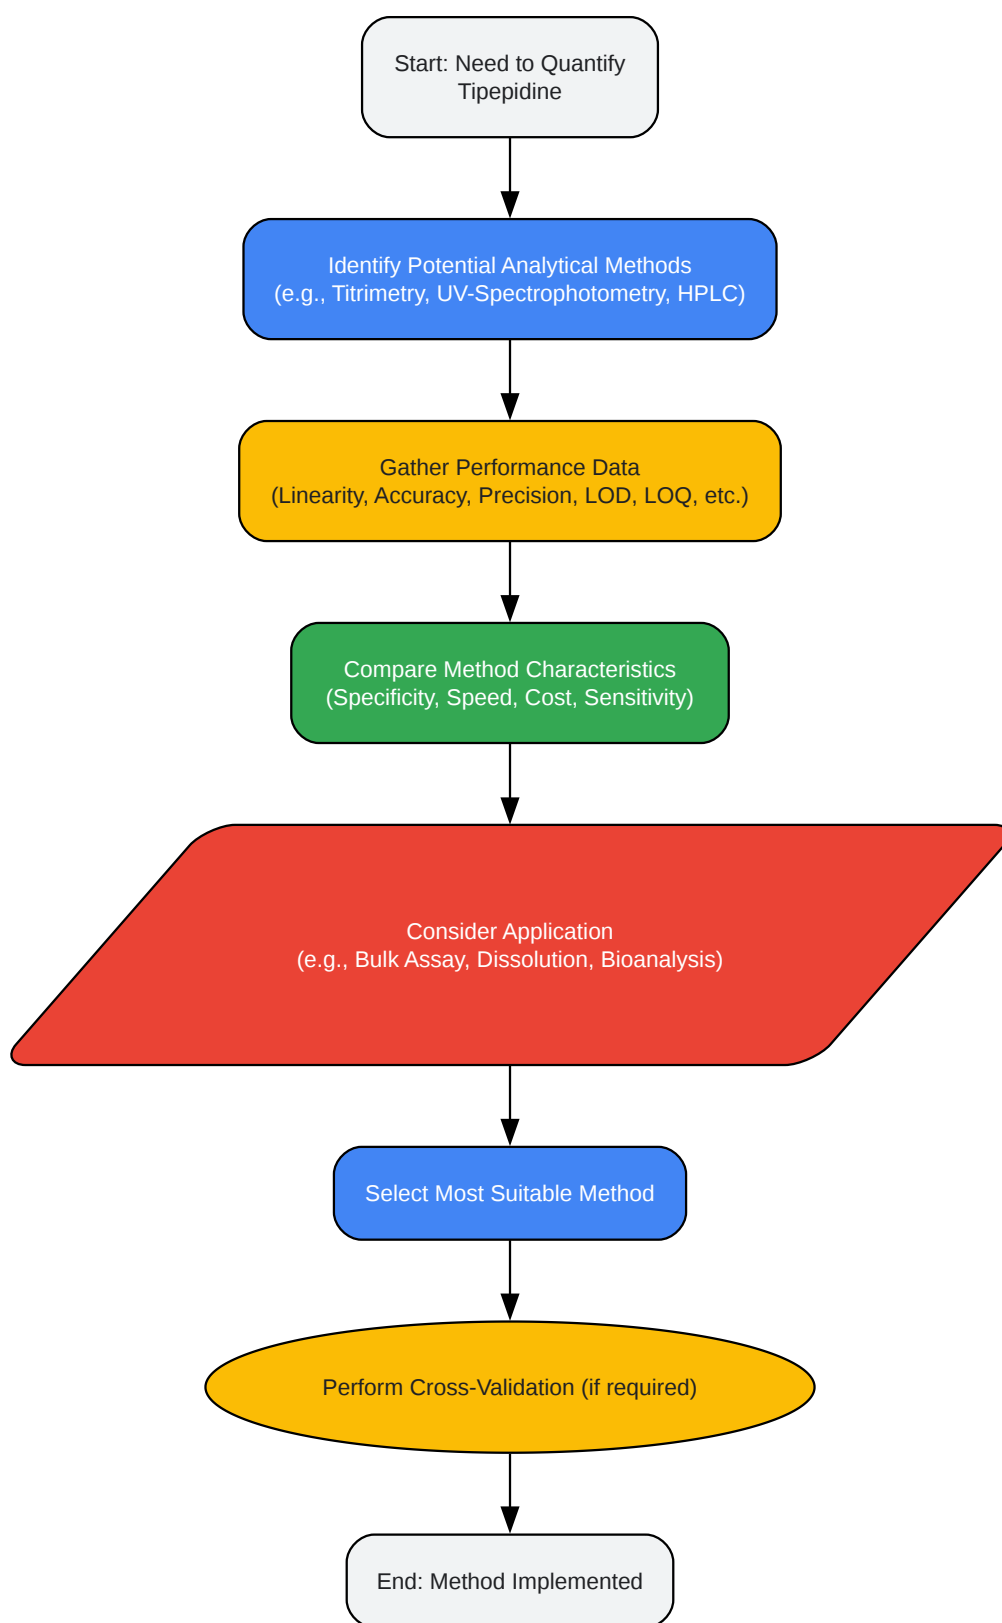 Start: Need to Quantify
Tipepidine
Identify Potential Analytical Methods
(e.g., Titrimetry, UV-Spectrophotometry, HPLC)
Gather Performance Data
(Linearity, Accuracy, Precision, LOD, LOQ, etc.)
Compare Method Characteristics
(Specificity, Speed, Cost, Sensitivity)
Consider Application
(e.g., Bulk Assay, Dissolution, Bioanalysis)
Select Most Suitable Method
Perform Cross-Validation (if required)
End: Method Implemented